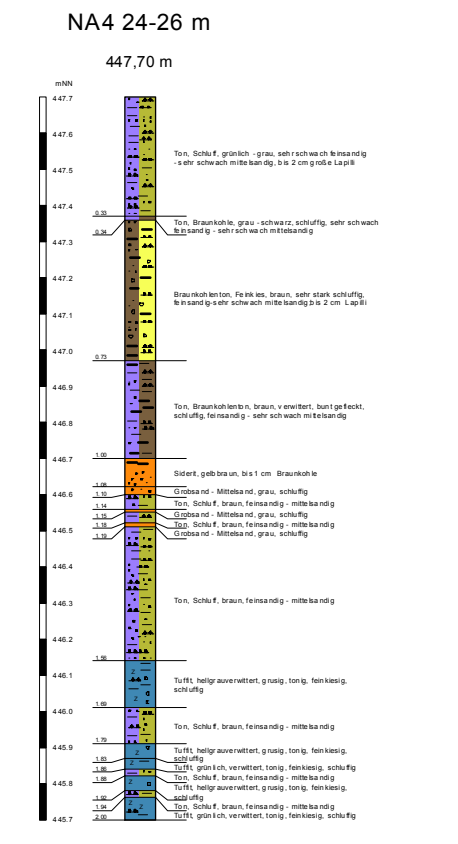 NA4 24-26 m
447,70 m
mNN
447.7
Ton, Schluff, grünlich - grau, sehr schwach feinsandig
447.6
- sehr schwach mittelsandig, bis 2 cm große Lapilli
447.5
447.4
0.33
Ton, Braunkohle, grau - schwarz, schluffig, sehr schwach
feinsandig - sehr schwach mittelsandig
0.34
447.3
447.2
Braunkohlenton, Feinkies, braun, sehr stark schluffig,
feinsandig-sehr schwach mittelsandig,bis 2 cm Lapilli
447.1
447.0
0.73
446.9
Ton, Braunkohlenton, braun, verwittert, bunt gefleckt,
schluffig, feinsandig - sehr schwach mittelsandig
446.8
1.00
446.7
Siderit, gelbbraun, bis 1 cm Braunkohle
1.08
446.6
Grobsand - Mittelsand, grau, schluffig
1.10
Ton, Schluff, braun, feinsandig - mittelsandig
1.14
Grobsand - Mittelsand, grau, schluffig
1.15
Ton, Schluff, braun, feinsandig - mittelsandig
1.18
446.5
Grobsand - Mittelsand, grau, schluffig
1.19
446.4
446.3
Ton, Schluff, braun, feinsandig - mittelsandig
446.2
1.56
446.1
Tuffit, hellgrauverwittert, grusig, tonig, feinkiesig,
schluffig
1.69
446.0
Ton, Schluff, braun, feinsandig - mittelsandig
1.79
445.9
Tuffit, hellgrauverwittert, grusig, tonig, feinkiesig,
schluffig
1.83
Tuffit, grünlich, verwittert, tonig, feinkiesig, schluffig
1.86
Ton, Schluff, braun, feinsandig - mittelsandig
1.88
445.8
Tuffit, hellgrauverwittert, grusig, tonig, feinkiesig,
schluffig
1.92
Ton, Schluff, braun, feinsandig - mittelsandig
1.94
Tuffit, grünlich, verwittert, tonig, feinkiesig, schluffig
2.00
445.7